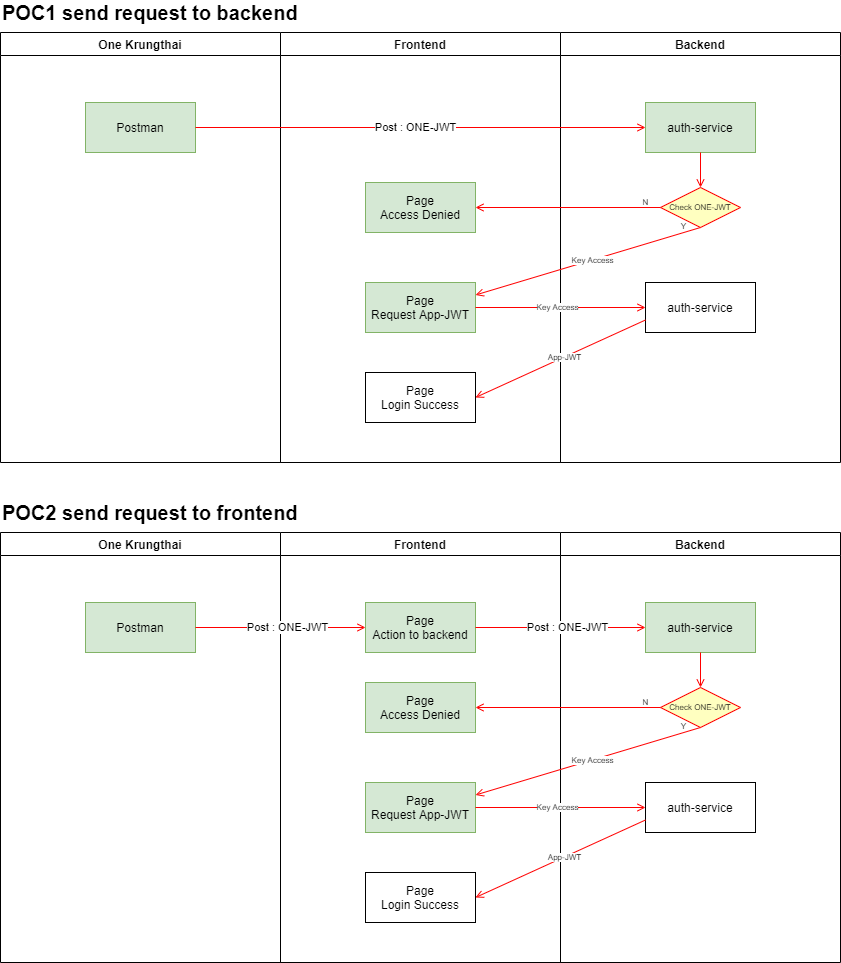 POC1 send request to backend
One Krungthai
Frontend
Backend
Postman
Post : ONE-JWT
auth-service
Page
Access Denied
N
Check ONE-JWT
Y
Key Access
Page
Request App-JWT
Key Access
auth-service
App-JWT
Page
Login Success
POC2 send request to frontend
One Krungthai
Frontend
Backend
Postman
Post : ONE-JWT
Page
Action to backend
Post : ONE-JWT
auth-service
Page
Access Denied
N
Check ONE-JWT
Y
Key Access
Page
Request App-JWT
Key Access
auth-service
App-JWT
Page
Login Success